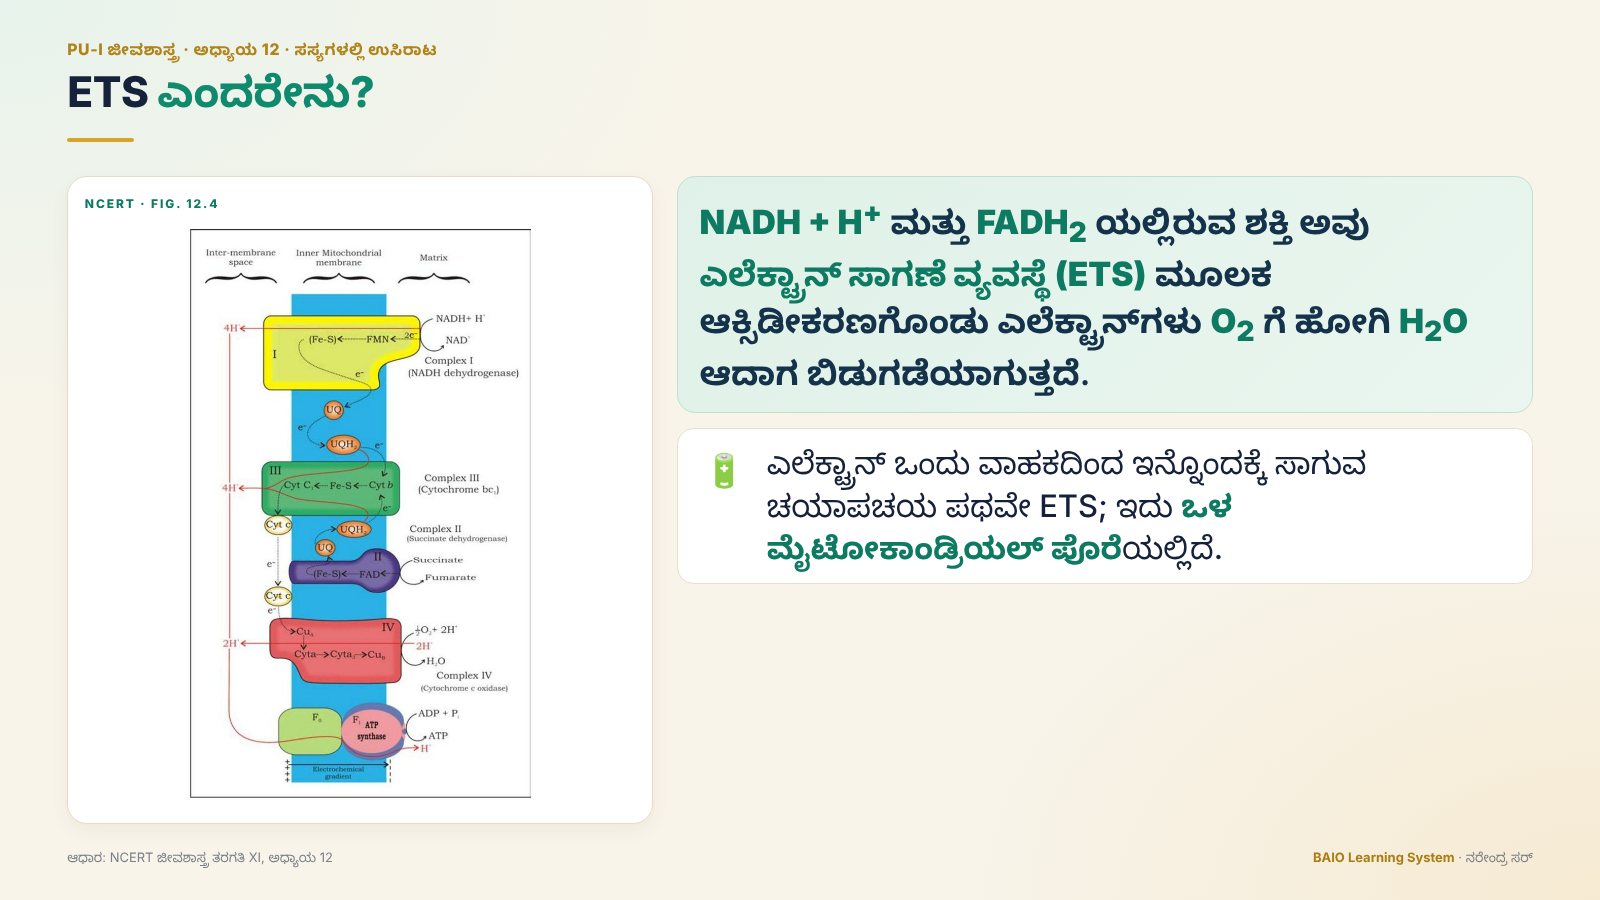 PU-I ಜೀವಶಾಸ್ತ್ರ · ಅಧ್ಯಾಯ 12 · ಸಸ್ಯಗಳಲ್ಲಿ ಉಸಿರಾಟ
ETS ಎಂದರೇನು?
NCERT · FIG. 12.4
Inter-membrane space
Inner Mitochondrial membrane
Matrix
4H⁺
NADH+ H⁺
2e⁻
(Fe-S) FMN
NAD⁺
I
Complex I
(NADH dehydrogenase)
e⁻
UQ
e⁻
UQH₂
e⁻
III
4H⁺
Cyt C₁ Fe-S Cyt b
Complex III
(Cytochrome bc₁)
e⁻
Cyt c
UQH₂
Complex II
(Succinate dehydrogenase)
UQ
II
Succinate
e⁻
(Fe-S) FAD
Fumarate
Cyt c
e⁻
IV
½O₂+ 2H⁺
Cuₐ
2H⁺
2H⁺
Cyta Cyta₃ Cu_B
H₂O
Complex IV
(Cytochrome c oxidase)
F₀
F₁
ATP synthase
ADP + Pᵢ
ATP
H⁺
Electrochemical gradient
NADH + H⁺ ಮತ್ತು FADH₂ ಯಲ್ಲಿರುವ ಶಕ್ತಿ ಅವು
ಎಲೆಕ್ಟ್ರಾನ್ ಸಾಗಣೆ ವ್ಯವಸ್ಥೆ (ETS) ಮೂಲಕ
ಆಕ್ಸಿಡೀಕರಣಗೊಂಡು ಎಲೆಕ್ಟ್ರಾನ್‌ಗಳು O₂ ಗೆ ಹೋಗಿ H₂O
ಆದಾಗ ಬಿಡುಗಡೆಯಾಗುತ್ತದೆ.
ಎಲೆಕ್ಟ್ರಾನ್ ಒಂದು ವಾಹಕದಿಂದ ಇನ್ನೊಂದಕ್ಕೆ ಸಾಗುವ
ಚಯಾಪಚಯ ಪಥವೇ ETS; ಇದು ಒಳ
ಮೈಟೋಕಾಂಡ್ರಿಯಲ್ ಪೊರೆಯಲ್ಲಿದೆ.
ಆಧಾರ: NCERT ಜೀವಶಾಸ್ತ್ರ ತರಗತಿ XI, ಅಧ್ಯಾಯ 12
BAIO Learning System · ನರೇಂದ್ರ ಸರ್